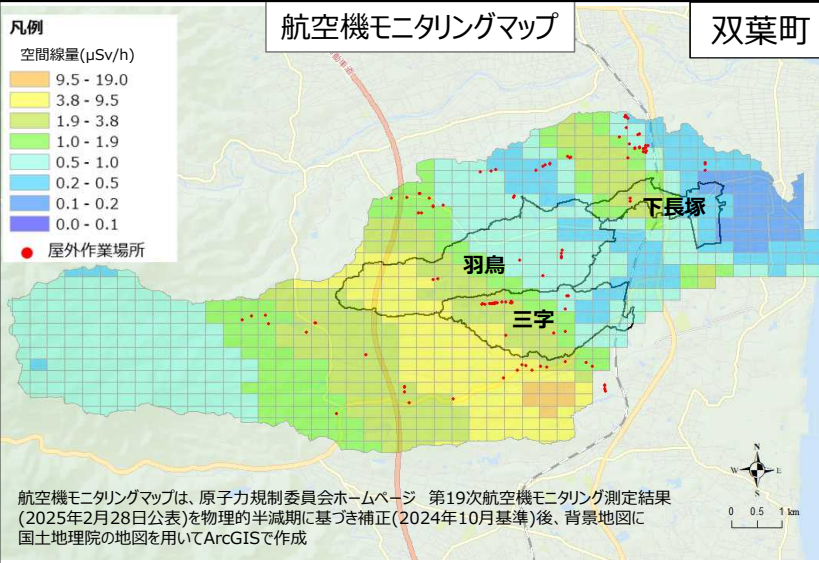 航空機モニタリングマップ
双葉町
凡例
空間線量(μSv/h)
9.5 - 19.0
3.8 - 9.5
1.9 - 3.8
1.0 - 1.9
0.5 - 1.0
0.2 - 0.5
0.1 - 0.2
0.0 - 0.1
屋外作業場所
下長塚
羽鳥
三字
航空機モニタリングマップは、原子力規制委員会ホームページ 第19次航空機モニタリング測定結果
(2025年2月28日公表)を物理的半減期に基づき補正(2024年10月基準)後、背景地図に
国土地理院の地図を用いてArcGISで作成
N
W E
S
0 0.5 1 km